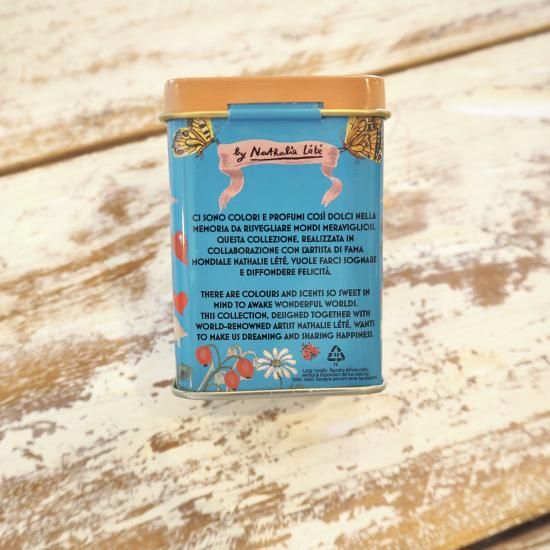 by Nathalie Lété
CI SONO COLORI E PROFUMI COSÌ DOLCI NELLA
MEMORIA DA RISVEGLIARE MONDI MERAVIGLIOSI.
QUESTA COLLEZIONE, REALIZZATA IN
COLLABORAZIONE CON L'ARTISTA DI FAMA
MONDIALE NATHALIE LÉTÉ, VUOLE FARCI SOGNARE
E DIFFONDERE FELICITÀ.
THERE ARE COLOURS AND SCENTS SO SWEET IN
MIND TO AWAKE WONDERFUL WORLDS.
THIS COLLECTION, DESIGNED TOGETHER WITH
WORLD-RENOWNED ARTIST NATHALIE LÉTÉ, WANTS
TO MAKE US DREAMING AND SHARING HAPPINESS.